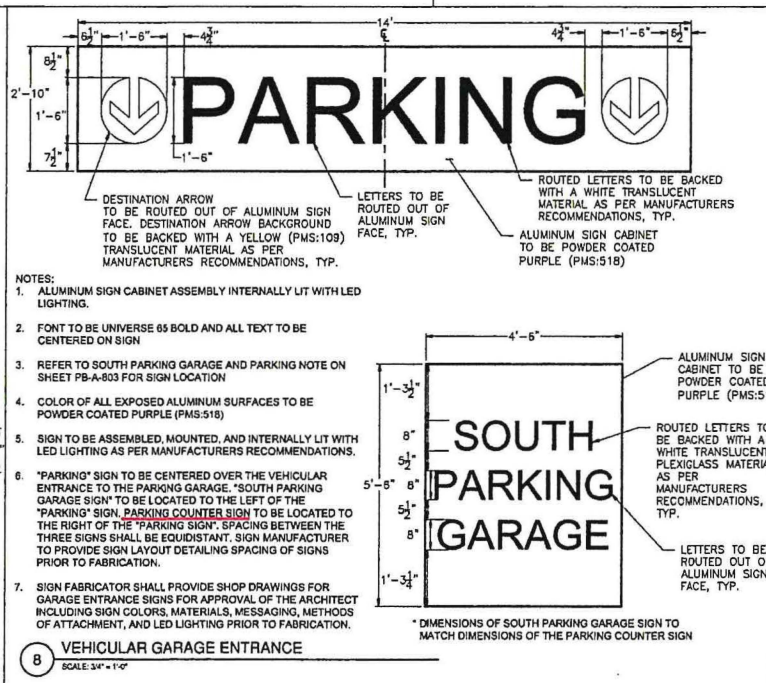 14'
6½" 1'-6" 4¾" ℄ 4¾" 1'-6" 6½"
8½"
2'-10"
1'-6"
7½"
PARKING
1'-6"
DESTINATION ARROW
TO BE ROUTED OUT OF ALUMINUM SIGN
FACE. DESTINATION ARROW BACKGROUND
TO BE BACKED WITH A YELLOW (PMS:109)
TRANSLUCENT MATERIAL AS PER
MANUFACTURERS RECOMMENDATIONS, TYP.
LETTERS TO BE
ROUTED OUT OF
ALUMINUM SIGN
FACE, TYP.
ROUTED LETTERS TO BE BACKED
WITH A WHITE TRANSLUCENT
MATERIAL AS PER MANUFACTURERS
RECOMMENDATIONS, TYP.
ALUMINUM SIGN CABINET
TO BE POWDER COATED
PURPLE (PMS:518)
NOTES:
1. ALUMINUM SIGN CABINET ASSEMBLY INTERNALLY LIT WITH LED
LIGHTING.
2. FONT TO BE UNIVERSE 65 BOLD AND ALL TEXT TO BE
CENTERED ON SIGN
3. REFER TO SOUTH PARKING GARAGE AND PARKING NOTE ON
SHEET PB-A-803 FOR SIGN LOCATION
4. COLOR OF ALL EXPOSED ALUMINUM SURFACES TO BE
POWDER COATED PURPLE (PMS:518)
5. SIGN TO BE ASSEMBLED, MOUNTED, AND INTERNALLY LIT WITH
LED LIGHTING AS PER MANUFACTURERS RECOMMENDATIONS.
6. "PARKING" SIGN TO BE CENTERED OVER THE VEHICULAR
ENTRANCE TO THE PARKING GARAGE. "SOUTH PARKING
GARAGE SIGN" TO BE LOCATED TO THE LEFT OF THE
"PARKING" SIGN. PARKING COUNTER SIGN TO BE LOCATED TO
THE RIGHT OF THE "PARKING SIGN". SPACING BETWEEN THE
THREE SIGNS SHALL BE EQUIDISTANT. SIGN MANUFACTURER
TO PROVIDE SIGN LAYOUT DETAILING SPACING OF SIGNS
PRIOR TO FABRICATION.
7. SIGN FABRICATOR SHALL PROVIDE SHOP DRAWINGS FOR
GARAGE ENTRANCE SIGNS FOR APPROVAL OF THE ARCHITECT
INCLUDING SIGN COLORS, MATERIALS, MESSAGING, METHODS
OF ATTACHMENT, AND LED LIGHTING PRIOR TO FABRICATION.
4'-6"
1'-3½"
8"
5½"
5'-6" 8"
5½"
8"
1'-3¼"
SOUTH
PARKING
GARAGE
ALUMINUM SIGN
CABINET TO BE
POWDER COATED
PURPLE (PMS:5
ROUTED LETTERS TO
BE BACKED WITH A
WHITE TRANSLUCENT
PLEXIGLASS MATERIA
AS PER
MANUFACTURERS
RECOMMENDATIONS,
TYP.
LETTERS TO BE
ROUTED OUT O
ALUMINUM SIGN
FACE, TYP.
* DIMENSIONS OF SOUTH PARKING GARAGE SIGN TO
MATCH DIMENSIONS OF THE PARKING COUNTER SIGN
8 VEHICULAR GARAGE ENTRANCE
SCALE: 3/4" = 1'-0"